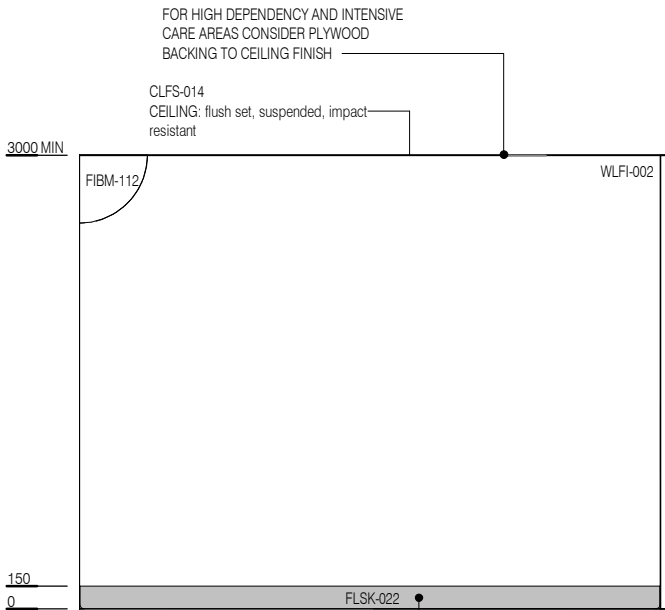 FOR HIGH DEPENDENCY AND INTENSIVE
CARE AREAS CONSIDER PLYWOOD
BACKING TO CEILING FINISH
CLFS-014
CEILING: flush set, suspended, impact
resistant
3000 MIN
FIBM-112
WLFI-002
150
0
FLSK-022